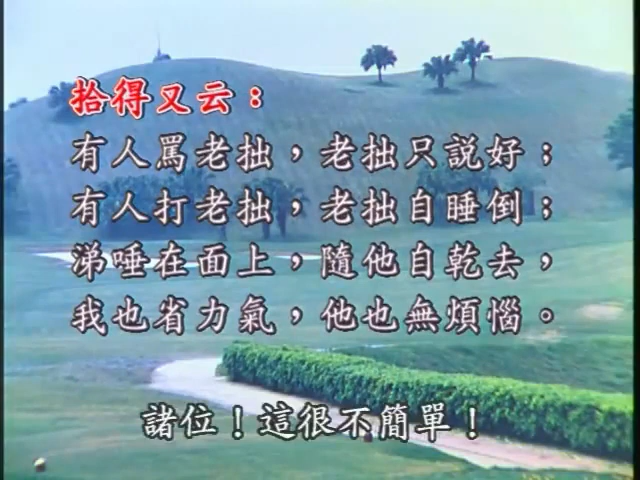 拾得又云：
有人罵老拙，老拙只說好；
有人打老拙，老拙自睡倒；
涕唾在面上，隨他自乾去，
我也省力氣，他也無煩惱。
諸位！這很不簡單！